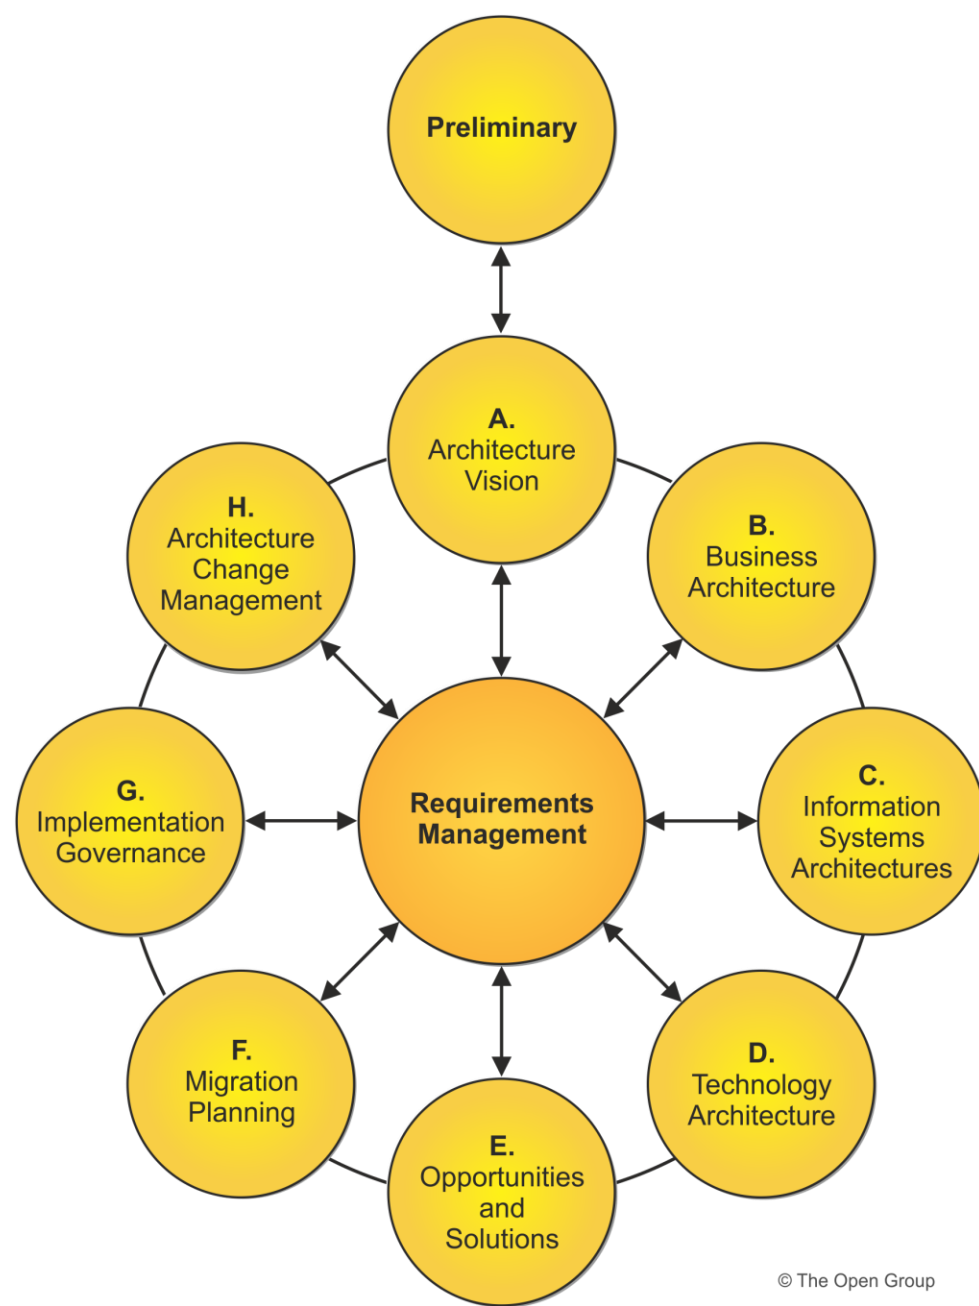 Preliminary
A.
Architecture
Vision
H.
Architecture
Change
Management
B.
Business
Architecture
G.
Implementation
Governance
Requirements
Management
C.
Information
Systems
Architectures
F.
Migration
Planning
D.
Technology
Architecture
E.
Opportunities
and
Solutions
© The Open Group